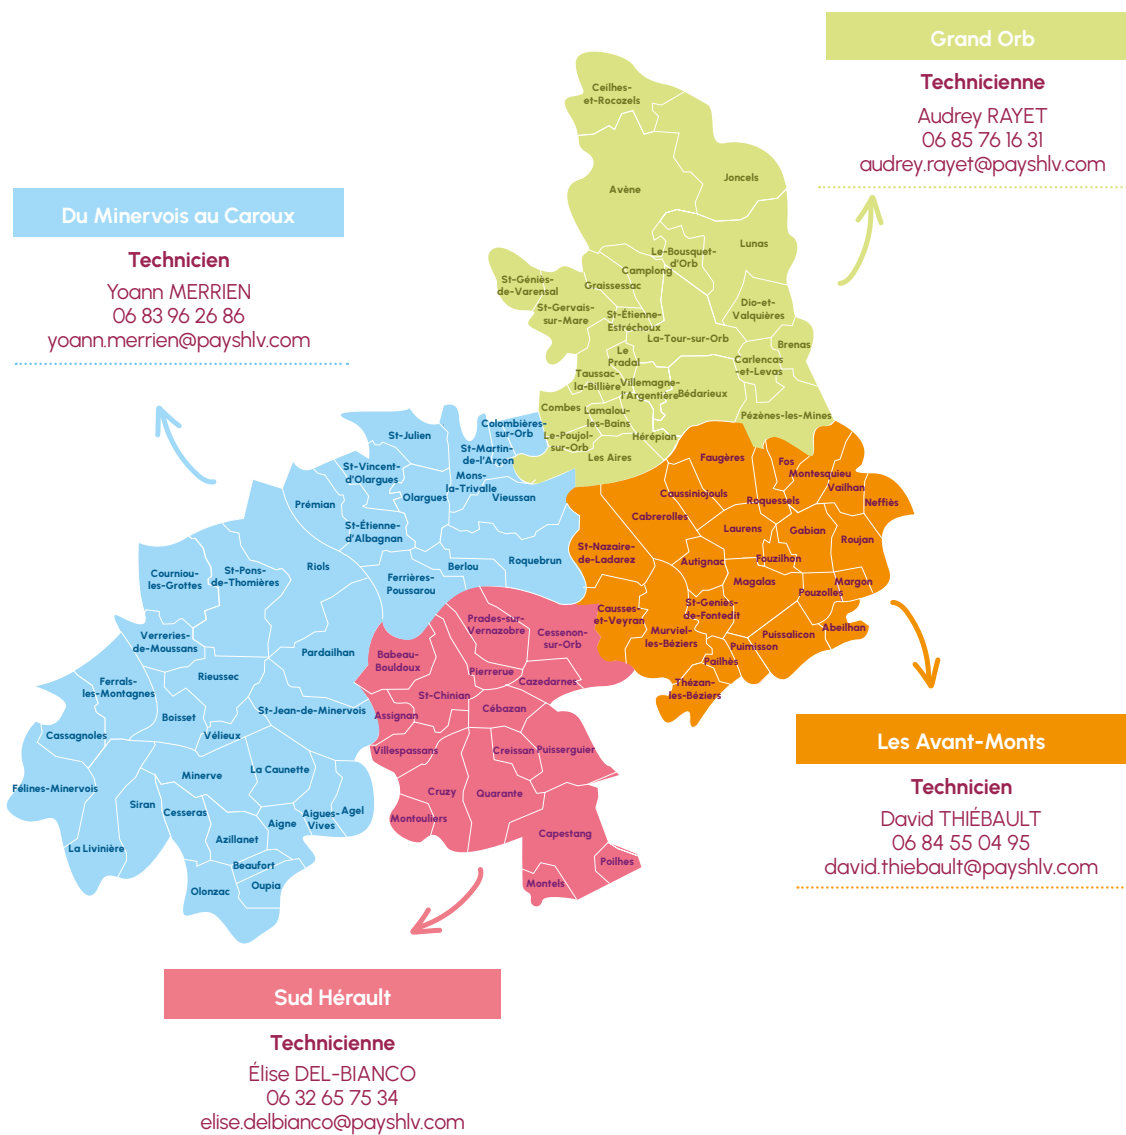 Grand Orb
Technicienne
Audrey RAYET
06 85 76 16 31
audrey.rayet@payshlv.com
Du Minervois au Caroux
Technicien
Yoann MERRIEN
06 83 96 26 86
yoann.merrien@payshlv.com
Ceilhes-
et-Rocozels
Avène
Joncels
Lunas
Le-Bousquet-
d'Orb
Camplong
Graissessac
St-Géniès-
de-Varensal
St-Gervais-
sur-Mare
St-Étienne-
Estréchoux
Dio-et-
Valquières
La-Tour-sur-Orb
Brenas
Le
Pradal
Carlencas
-et-Levas
Taussac-
la-Billière
Villemagne-
l'Argentière
Bédarieux
Combes
Lamalou-
les-Bains
Pézènes-les-Mines
Le-Poujol-
sur-Orb
Hérépian
Les Aires
St-Julien
Colombières-
sur-Orb
St-Martin-
de-l'Arçon
St-Vincent-
d'Olargues
Mons-
la-Trivalle
Olargues
Vieussan
Prémian
St-Étienne-
d'Albagnan
Roquebrun
Berlou
Riols
Ferrières-
Poussarou
St-Pons-
de-Thomières
Courniou-
les-Grottes
Verreries-
de-Moussans
Pardailhan
Rieussec
Ferrals-
les-Montagnes
Boisset
St-Jean-de-Minervois
Vélieux
Cassagnoles
Minerve
La Caunette
Félines-Minervois
Siran
Cesseras
Aigues-
Vives
Agel
Aigne
Azillanet
La Livinière
Beaufort
Oupia
Olonzac
Faugères
Fos
Montesquieu
Vailhan
Neffiès
Caussiniojouls
Roquessels
Cabrerolles
Laurens
Gabian
Roujan
St-Nazaire-
de-Ladarez
Autignac
Fouzilhon
Magalas
Margon
Pouzolles
Causses-
et-Veyran
St-Geniès-
de-Fontedit
Murviel-
les-Béziers
Puissalicon
Abeilhan
Puimisson
Pailhès
Thézan-
les-Béziers
Prades-sur-
Vernazobre
Cessenon-
sur-Orb
Babeau-
Bouldoux
Pierrerue
Cazedarnes
St-Chinian
Cébazan
Assignan
Villespassans
Creissan
Puisserguier
Cruzy
Quarante
Montouliers
Capestang
Poilhes
Montels
Les Avant-Monts
Technicien
David THIÉBAULT
06 84 55 04 95
david.thiebault@payshlv.com
Sud Hérault
Technicienne
Élise DEL-BIANCO
06 32 65 75 34
elise.delbianco@payshlv.com